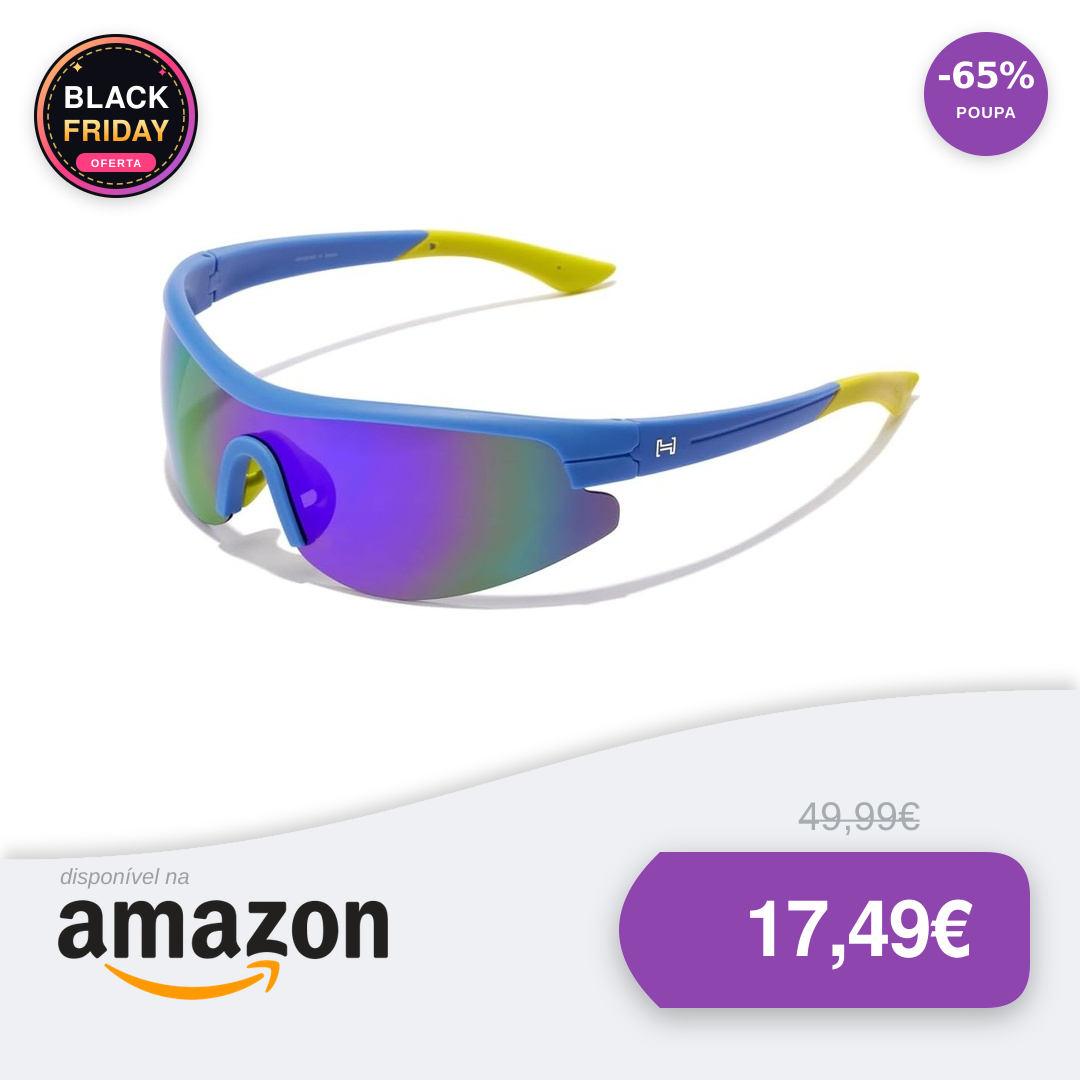 BLACK
FRIDAY
OFERTA
-65%
POUPA
49,99€
disponível na
amazon
17,49€